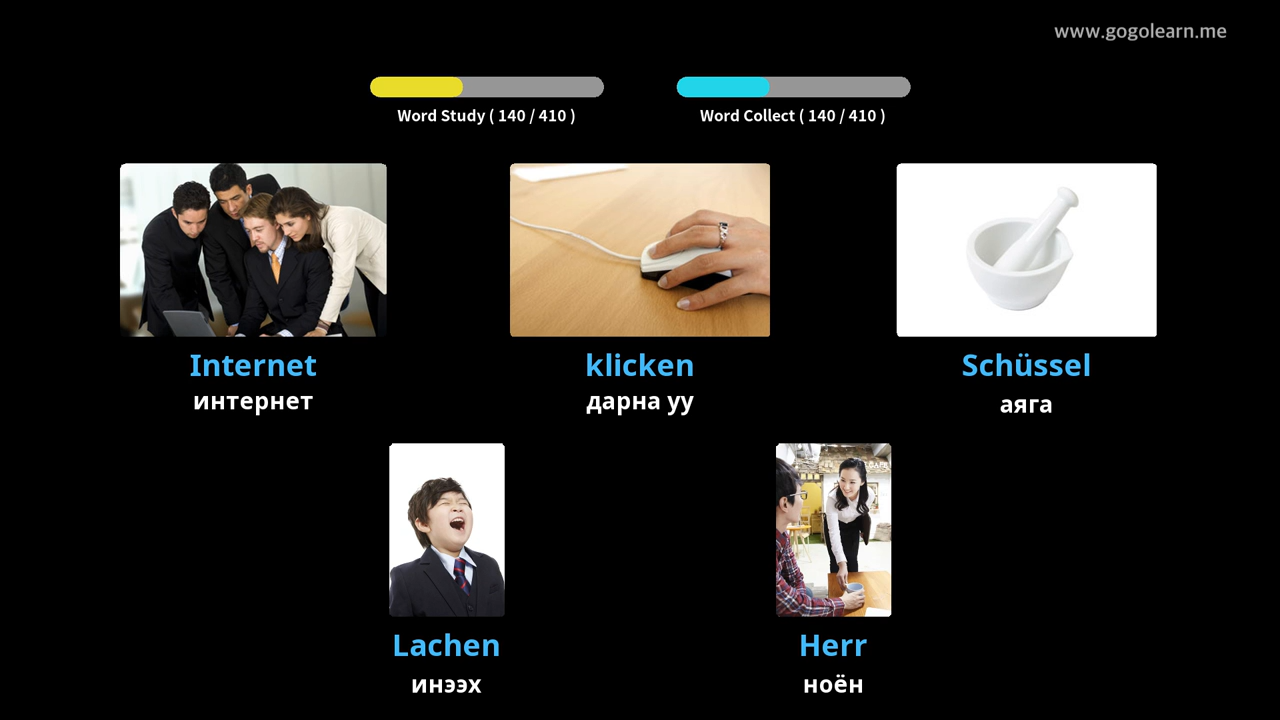 www.gogolearn.me
Word Study ( 140 / 410 )
Word Collect ( 140 / 410 )
Internet
интернет
klicken
дарна уу
Schüssel
аяга
CAFE
Lachen
инээх
Herr
ноён